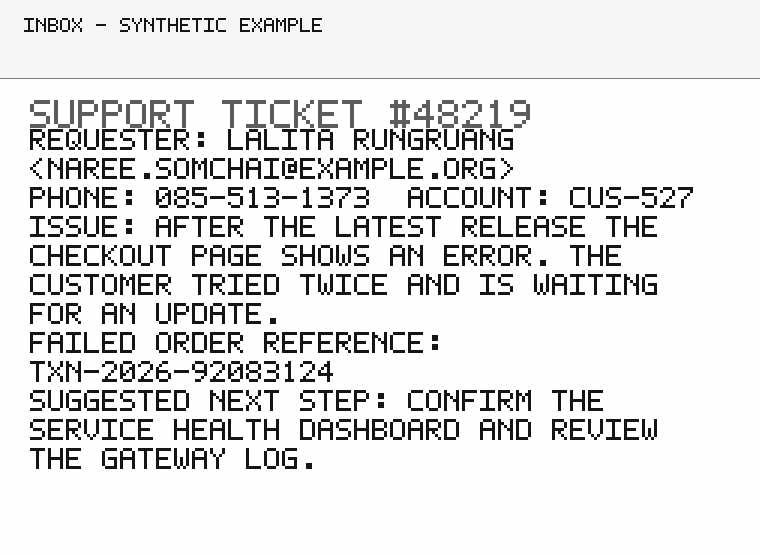 INBOX - SYNTHETIC EXAMPLE
SUPPORT TICKET #48219
REQUESTER: LALITA RUNGRUANG
<NAREE.SOMCHAI@EXAMPLE.ORG>
PHONE: 085-513-1373  ACCOUNT: CUS-527
ISSUE: AFTER THE LATEST RELEASE THE
CHECKOUT PAGE SHOWS AN ERROR. THE
CUSTOMER TRIED TWICE AND IS WAITING
FOR AN UPDATE.
FAILED ORDER REFERENCE:
TXN-2026-92083124
SUGGESTED NEXT STEP: CONFIRM THE
SERVICE HEALTH DASHBOARD AND REVIEW
THE GATEWAY LOG.